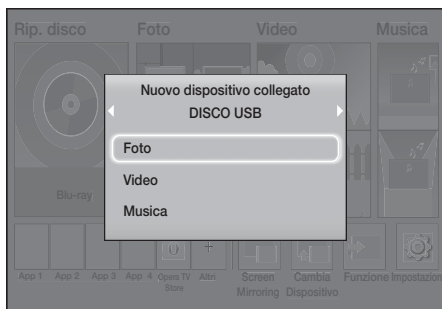 Rip. disco Foto Video Musica
Nuovo dispositivo collegato
DISCO USB
Foto
Video
Musica
Blu-ray
App 1 App 2 App 3 App 4 Opera TV Store Altri Screen Mirroring Cambia Dispositivo Funzione Impostazioni